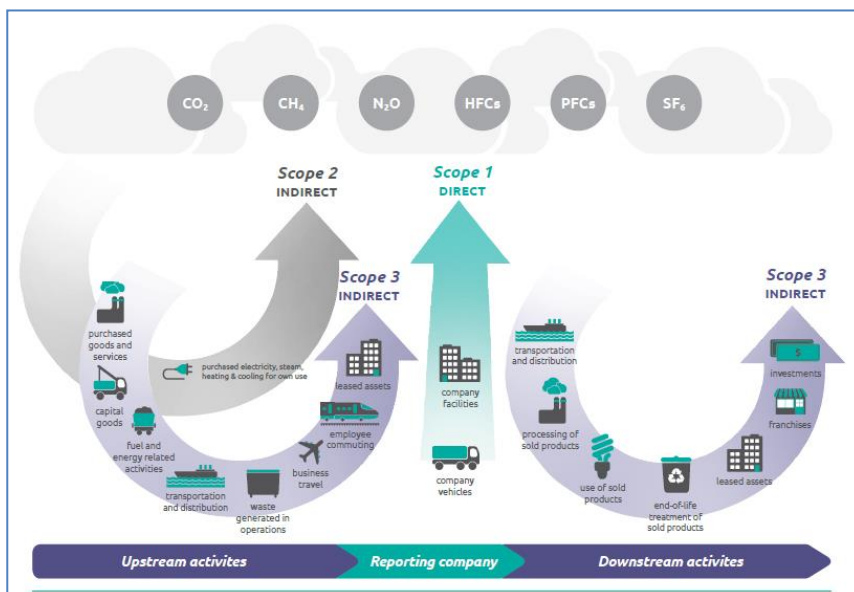 CO₂
CH₄
N₂O
HFCs
PFCs
SF₆
Scope 2
INDIRECT
Scope 1
DIRECT
Scope 3
INDIRECT
Scope 3
INDIRECT
purchased
goods and
services
capital
goods
fuel and
energy related
activities
transportation
and distribution
waste
generated in
operations
business
travel
employee
commuting
leased assets
purchased electricity, steam,
heating & cooling for own use
company
facilities
company
vehicles
transportation
and distribution
processing of
sold products
use of sold
products
end-of-life
treatment of
sold products
leased assets
franchises
investments
$
Upstream activites
Reporting company
Downstream activites